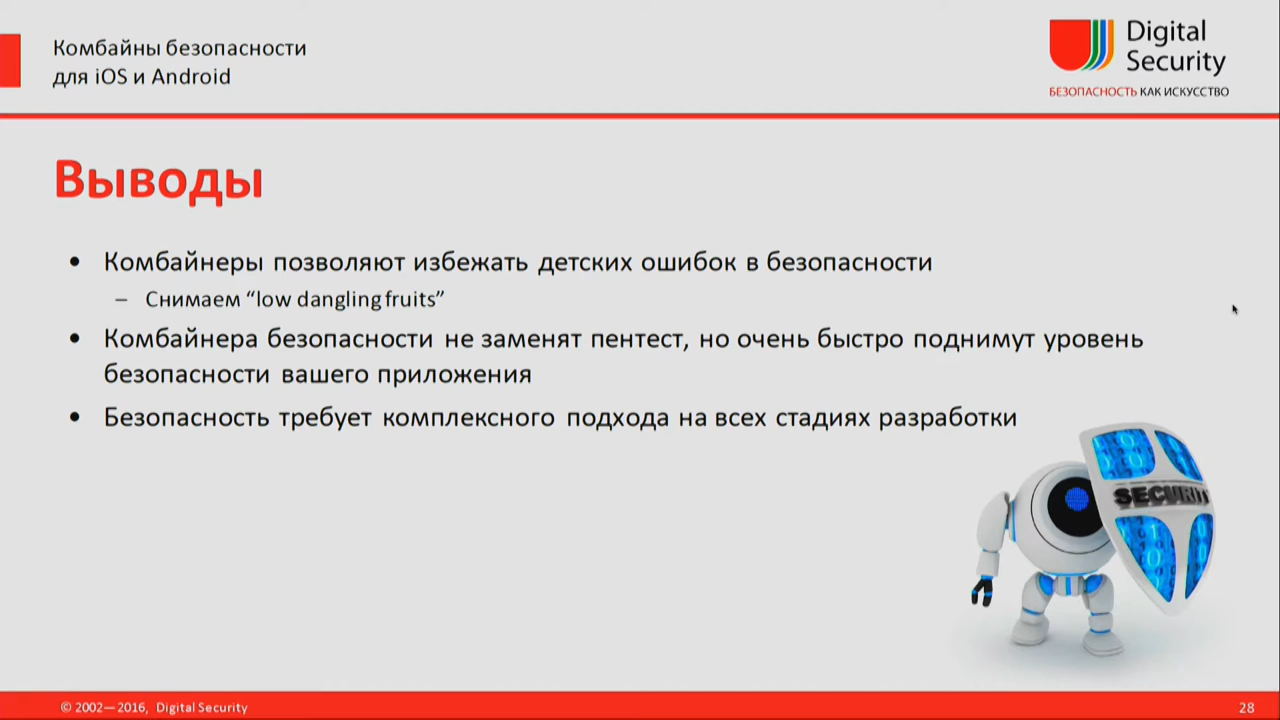 Комбайны безопасности
для iOS и Android
Digital
Security
БЕЗОПАСНОСТЬ КАК ИСКУССТВО
Выводы
• Комбайнеры позволяют избежать детских ошибок в безопасности
– Снимаем “low dangling fruits”
• Комбайнера безопасности не заменят пентест, но очень быстро поднимут уровень
безопасности вашего приложения
• Безопасность требует комплексного подхода на всех стадиях разработки
SECURITY
© 2002—2016, Digital Security
28